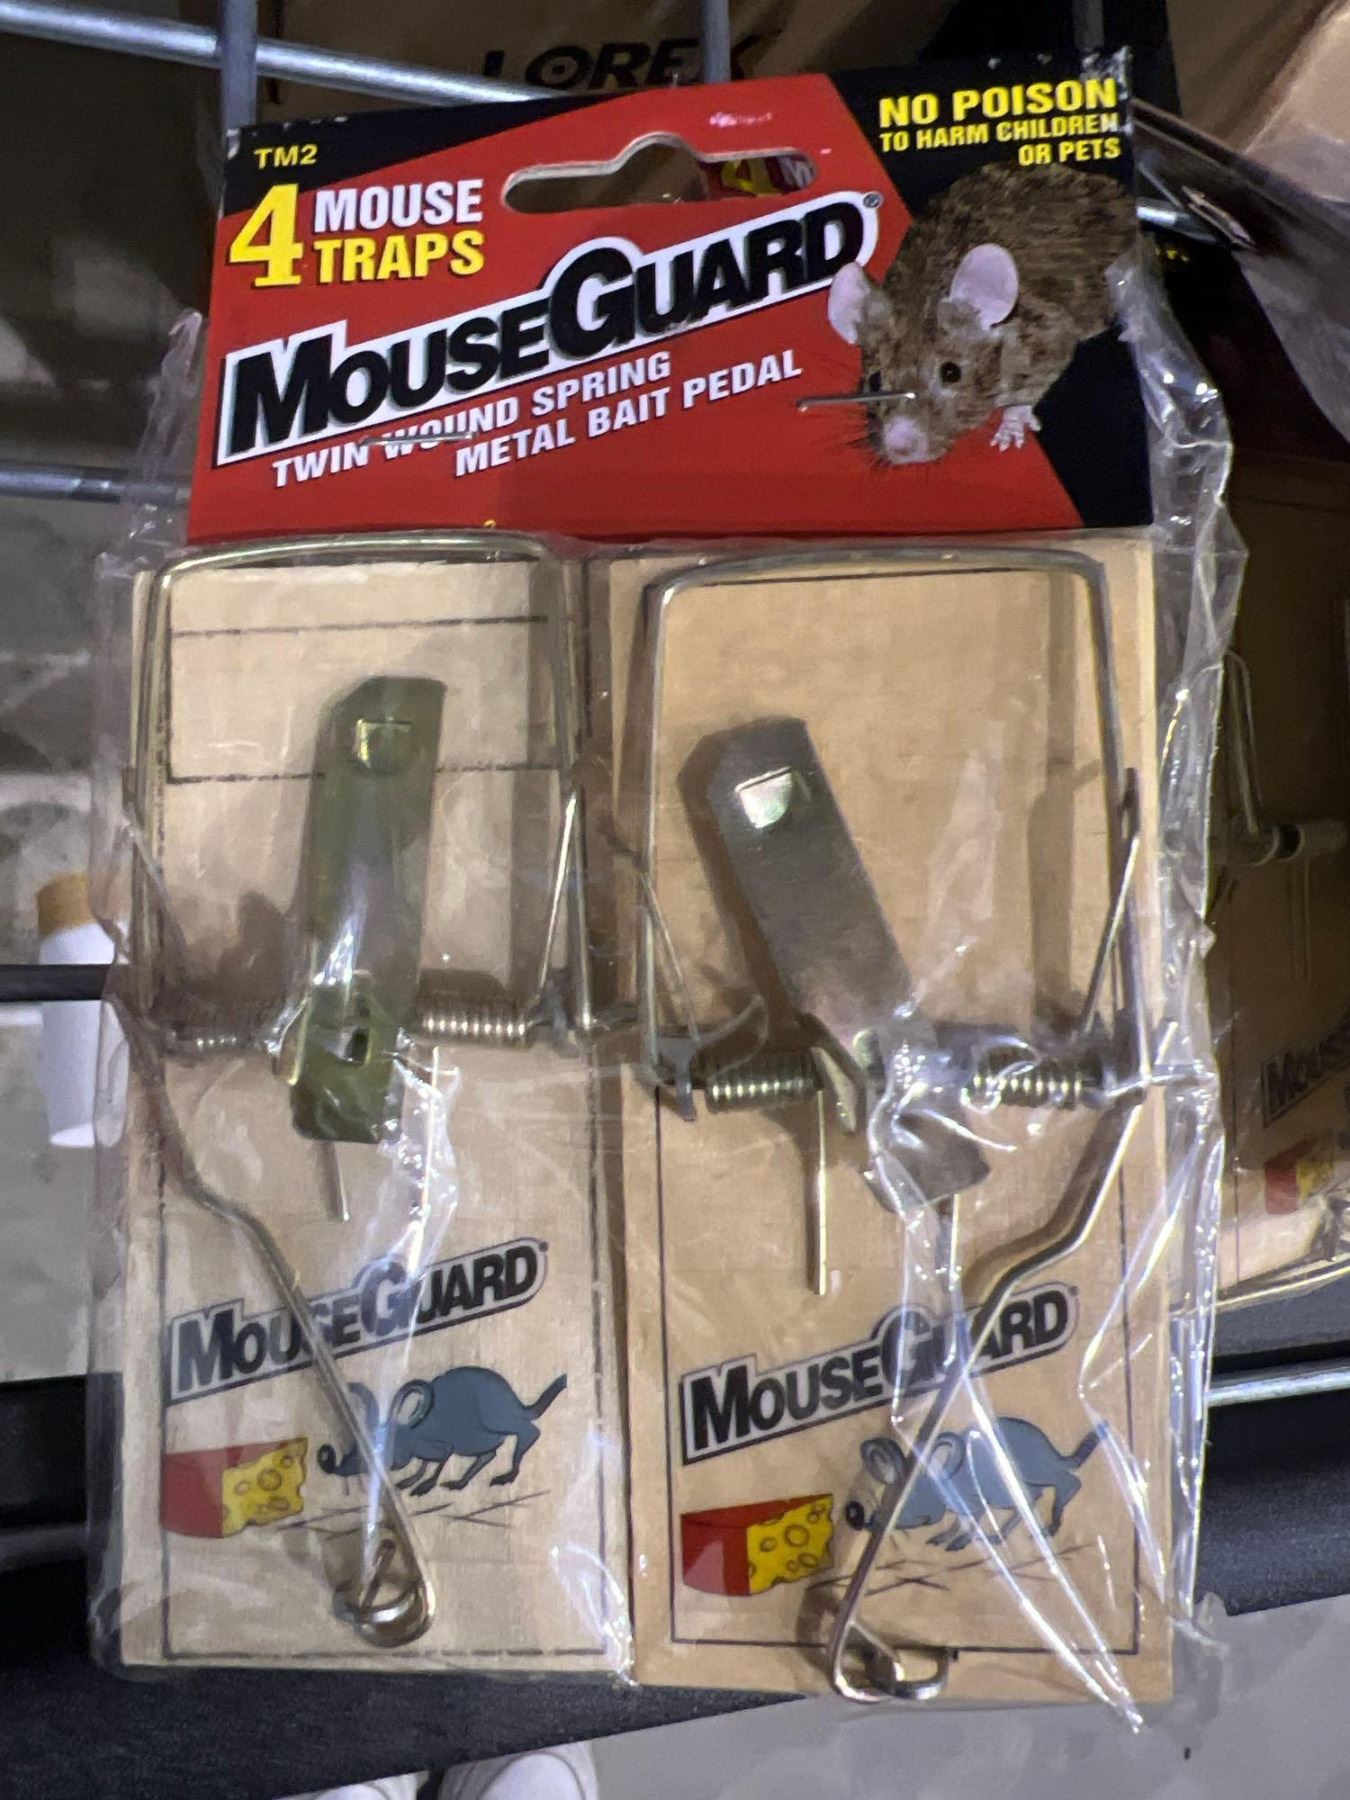 LOREX
TM2
4 MOUSE
TRAPS
NO POISON
TO HARM CHILDREN
OR PETS
MOUSEGUARD®
TWIN WOUND SPRING
METAL BAIT PEDAL
MOUSEGUARD
MOUSEGUARD